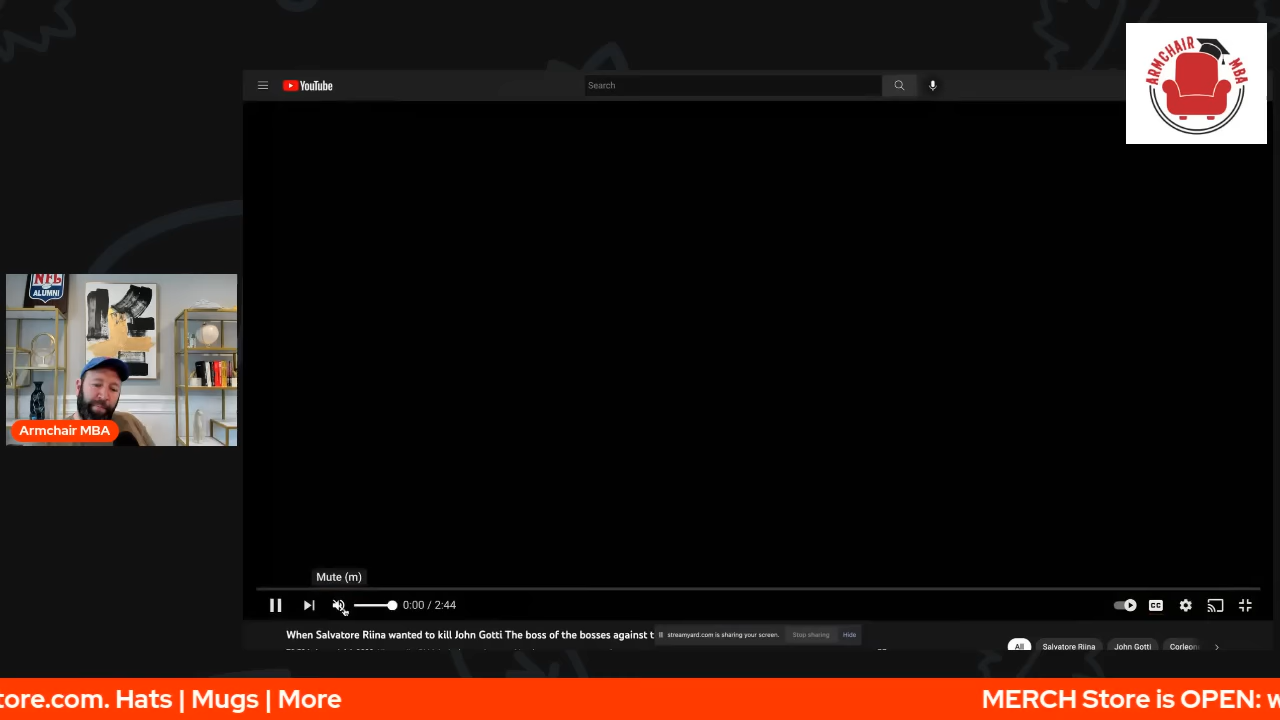 YouTube
Search
ARMCHAIR MBA
NFL
ALUMNI
Armchair MBA
Mute (m)
0:00 / 2:44
CC
When Salvatore Riina wanted to kill John Gotti The boss of the bosses against t
streamyard.com is sharing your screen.
Stop sharing
Hide
All
Salvatore Riina
John Gotti
Corleon
tore.com. Hats | Mugs | More
MERCH Store is OPEN: w